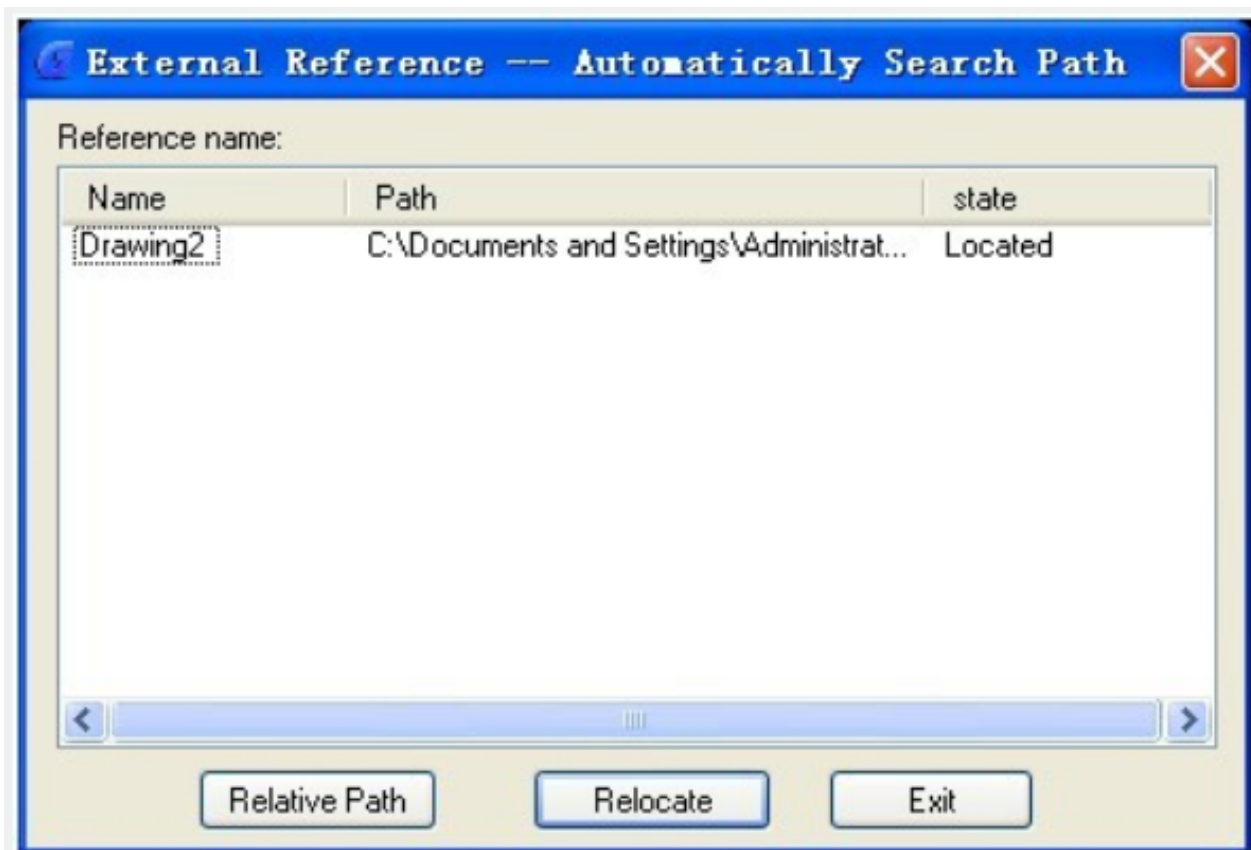 External Reference -- Automatically Search Path
Reference name:
Name Path state
Drawing2 C:\Documents and Settings\Administrat... Located
Relative Path Relocate Exit